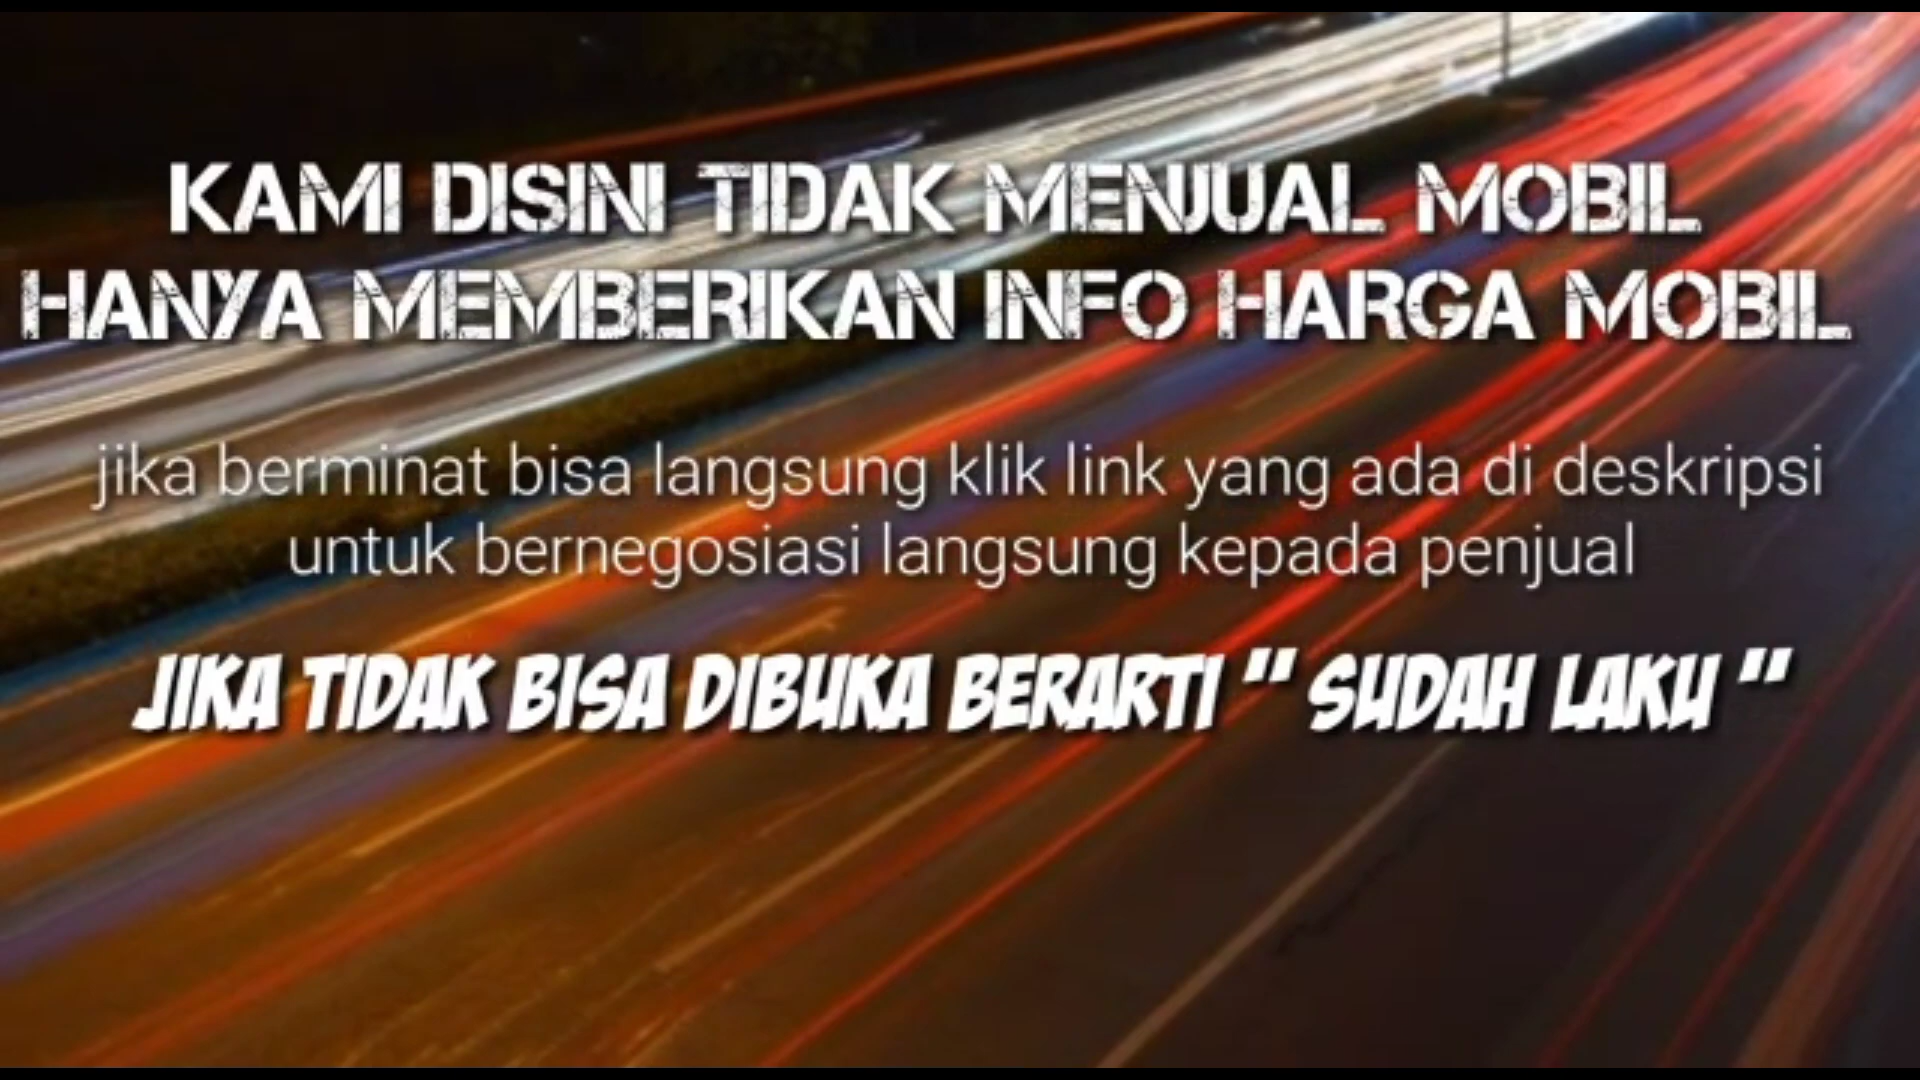 KAMI DISINI TIDAK MENJUAL MOBIL
HANYA MEMBERIKAN INFO HARGA MOBIL
jika berminat bisa langsung klik link yang ada di deskripsi
untuk bernegosiasi langsung kepada penjual
JIKA TIDAK BISA DIBUKA BERARTI " SUDAH LAKU "